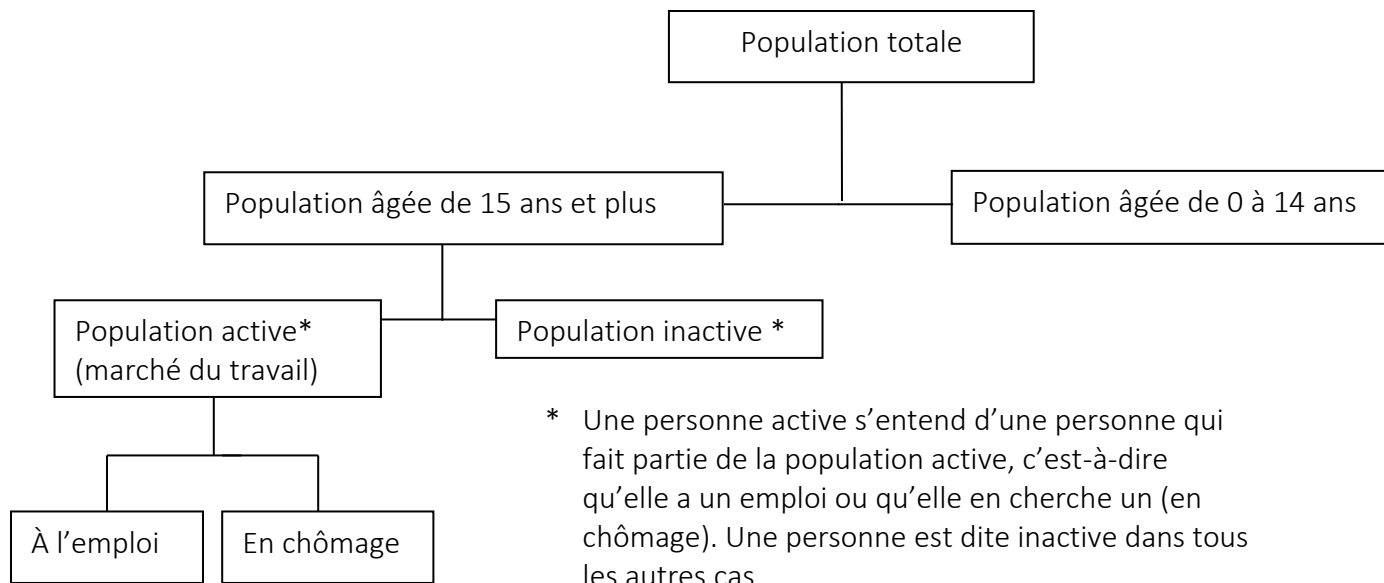 Population totale
Population âgée de 15 ans et plus
Population âgée de 0 à 14 ans
Population active*
(marché du travail)
Population inactive *
À l’emploi
En chômage
* Une personne active s’entend d’une personne qui
fait partie de la population active, c’est-à-dire
qu’elle a un emploi ou qu’elle en cherche un (en
chômage). Une personne est dite inactive dans tous
les autres cas